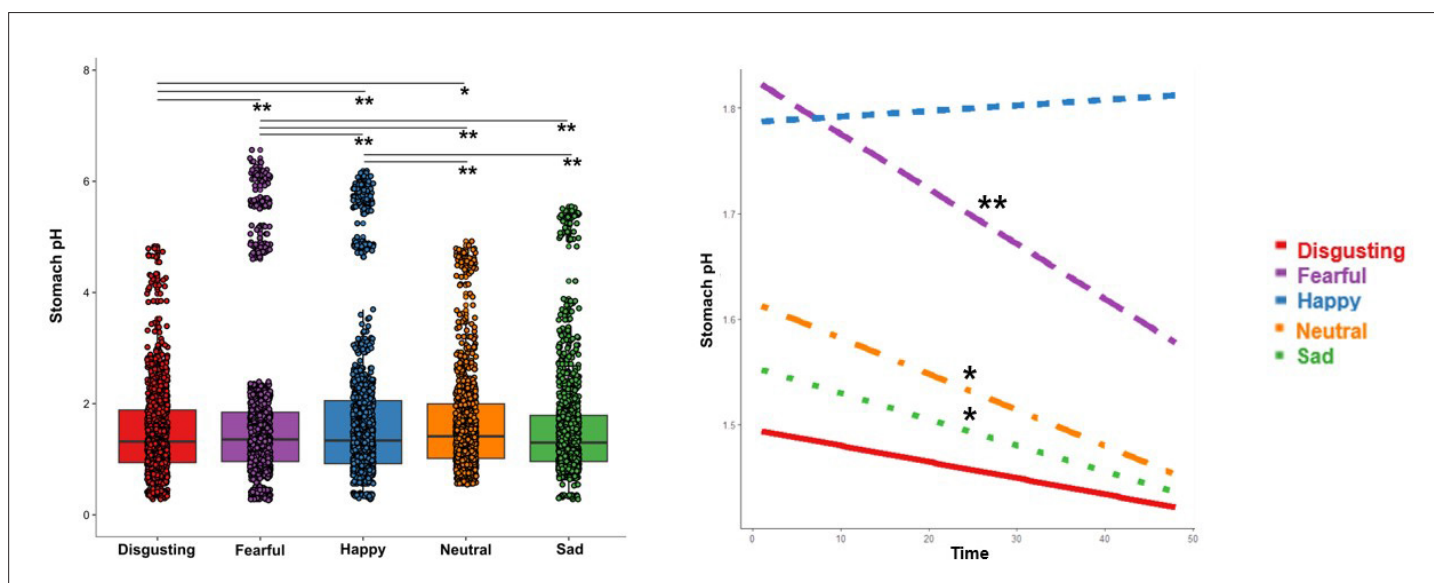 8
6
4
2
0
Stomach pH
*
**
**
**
**
**
**
**
Disgusting
Fearful
Happy
Neutral
Sad
1.8
1.7
1.6
1.5
Stomach pH
**
*
*
0
10
20
30
40
50
Time
Disgusting
Fearful
Happy
Neutral
Sad